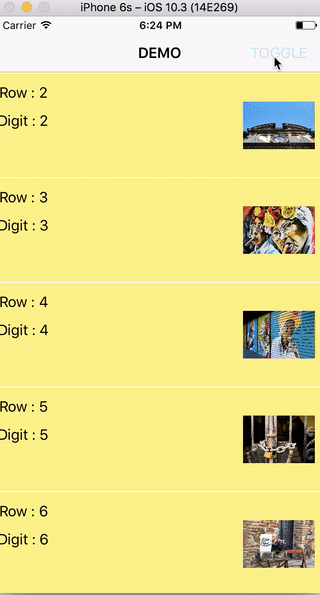 iPhone 6s – iOS 10.3 (14E269)
Carrier 6:24 PM
DEMO TOGGLE
Row : 2
Digit : 2
Row : 3
Digit : 3
Row : 4
Digit : 4
Row : 5
Digit : 5
Row : 6
Digit : 6